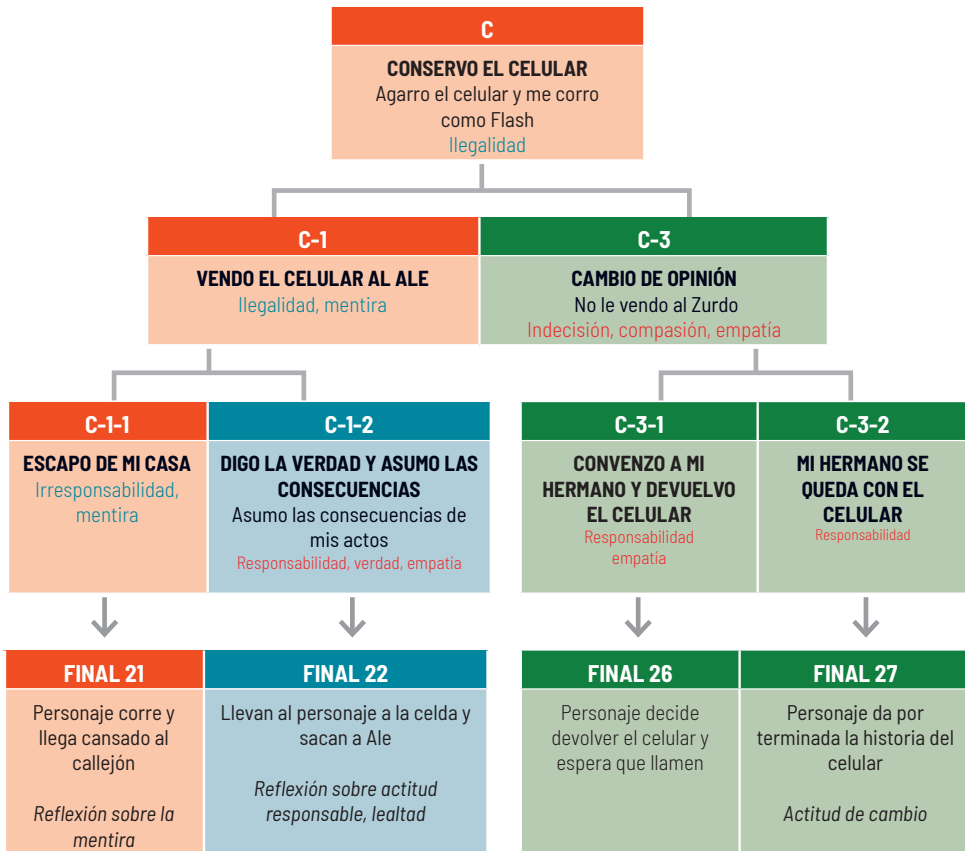 C
CONSERVO EL CELULAR
Agarro el celular y me corro
como Flash
Ilegalidad
C-1
VENDO EL CELULAR AL ALE
Ilegalidad, mentira
C-3
CAMBIO DE OPINIÓN
No le vendo al Zurdo
Indecisión, compasión, empatía
C-1-1
ESCAPO DE MI CASA
Irresponsabilidad,
mentira
C-1-2
DIGO LA VERDAD Y ASUMO LAS
CONSECUENCIAS
Asumo las consecuencias de
mis actos
Responsabilidad, verdad, empatía
C-3-1
CONVENZO A MI
HERMANO Y DEVUELVO
EL CELULAR
Responsabilidad
empatía
C-3-2
MI HERMANO SE
QUEDA CON EL
CELULAR
Responsabilidad
FINAL 21
Personaje corre y
llega cansado al
callejón
Reflexión sobre la
mentira
FINAL 22
Llevan al personaje a la celda y
sacan a Ale
Reflexión sobre actitud
responsable, lealtad
FINAL 26
Personaje decide
devolver el celular y
espera que llamen
FINAL 27
Personaje da por
terminada la historia del
celular
Actitud de cambio